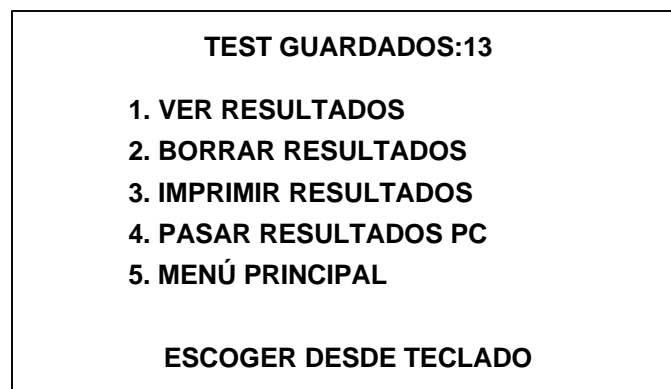 TEST GUARDADOS:13
1. VER RESULTADOS
2. BORRAR RESULTADOS
3. IMPRIMIR RESULTADOS
4. PASAR RESULTADOS PC
5. MENÚ PRINCIPAL
ESCOGER DESDE TECLADO